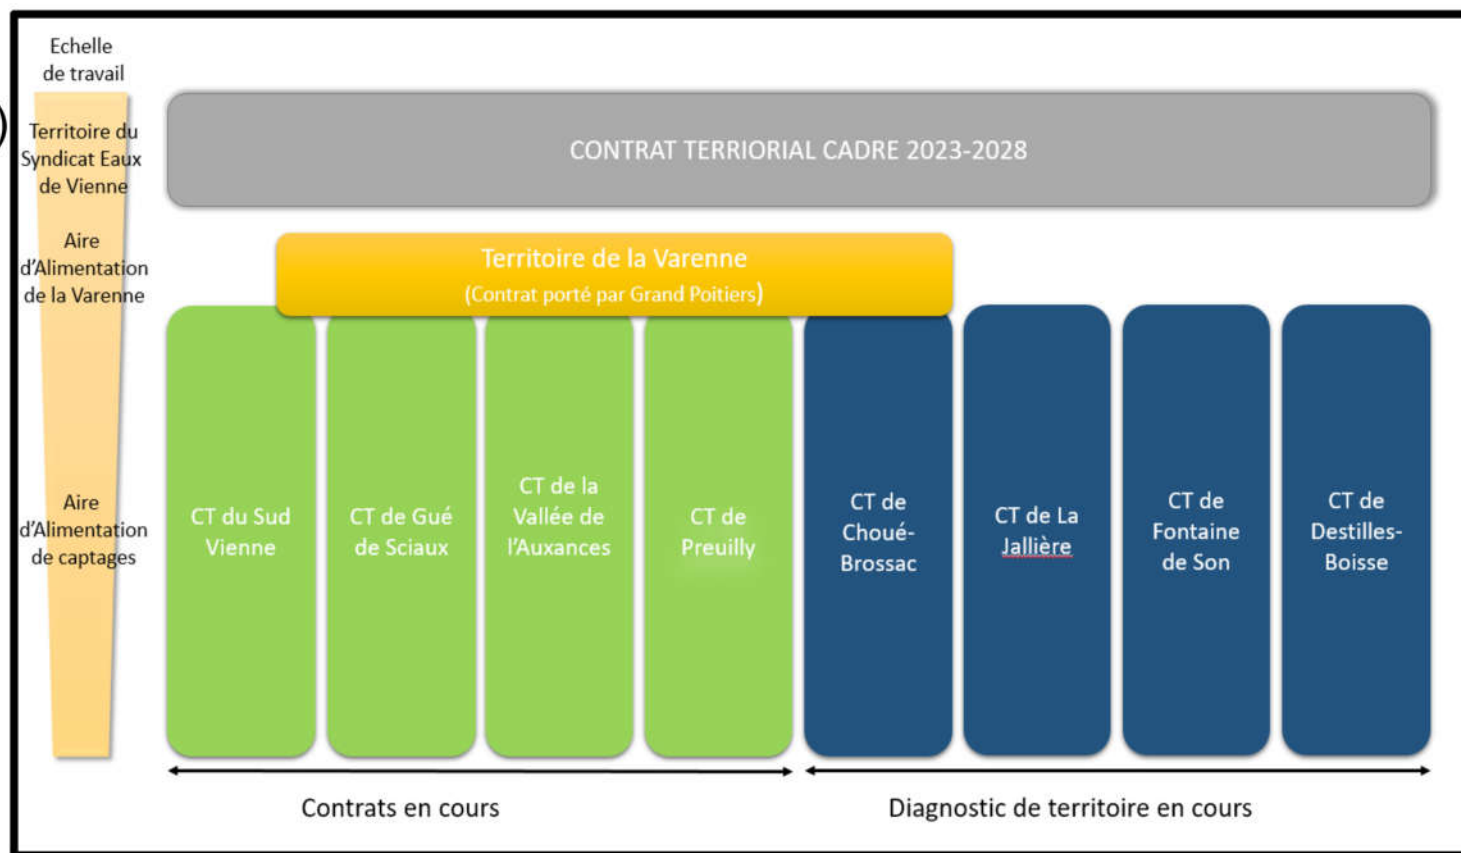 Echelle
de travail
Territoire du
Syndicat Eaux
de Vienne
CONTRAT TERRIORIAL CADRE 2023-2028
Aire
d'Alimentation
de la Varenne
Territoire de la Varenne
(Contrat porté par Grand Poitiers)
Aire
d'Alimentation
de captages
CT du Sud
Vienne
CT de Gué
de Sciaux
CT de la
Vallée de
l'Auxances
CT de
Preuilly
CT de
Choué-
Brossac
CT de La
Jallière
CT de
Fontaine
de Son
CT de
Destilles-
Boisse
Contrats en cours
Diagnostic de territoire en cours
)